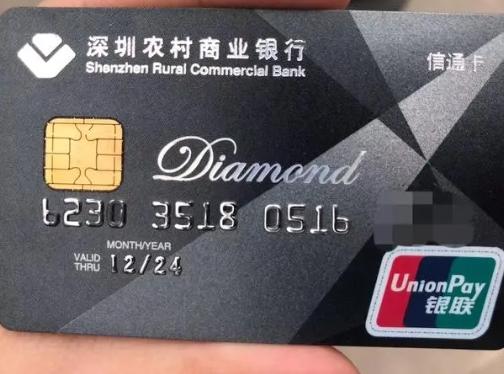 深圳农村商业银行
Shenzhen Rural Commercial Bank
信通卡
Diamond
6230 3518 0516
MONTH/YEAR
VALID THRU 12/24
UnionPay
银联